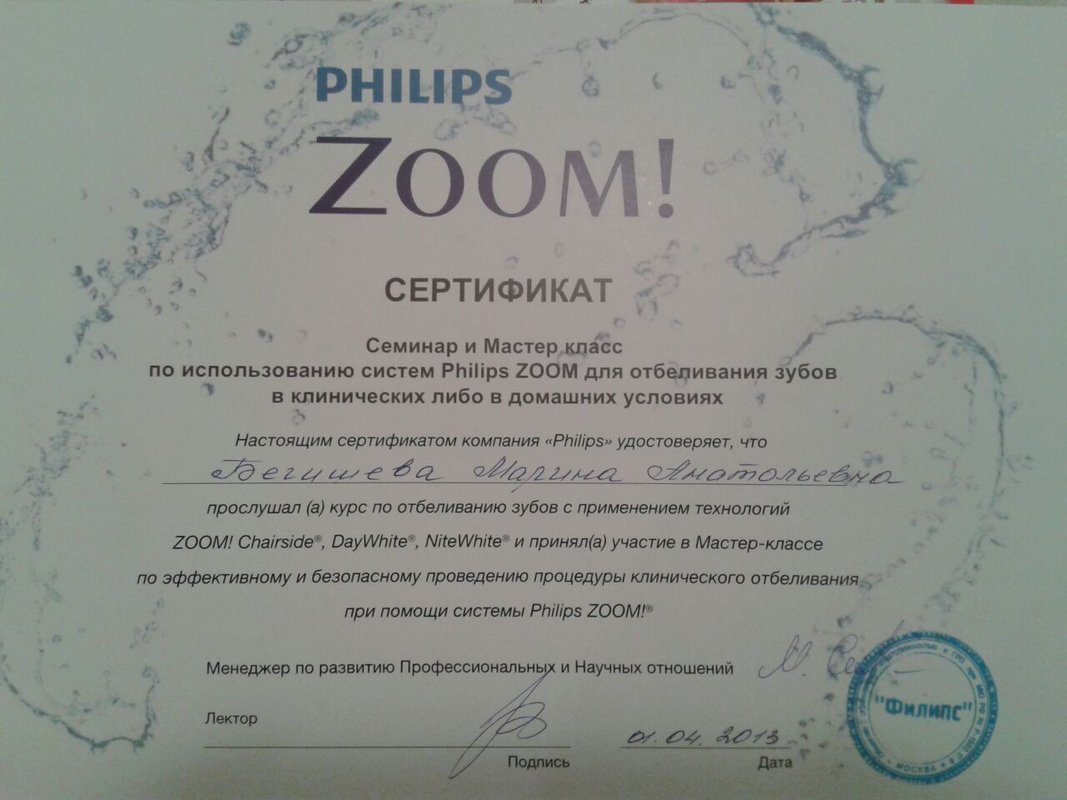 PHILIPS
ZOOM!
СЕРТИФИКАТ
Семинар и Мастер класс
по использованию систем Philips ZOOM для отбеливания зубов
в клинических либо в домашних условиях
Настоящим сертификатом компания «Philips» удостоверяет, что
Бегишева Марина Анатольевна
прослушал (а) курс по отбеливанию зубов с применением технологий
ZOOM! Chairside®, DayWhite®, NiteWhite® и принял(а) участие в Мастер-классе
по эффективному и безопасному проведению процедуры клинического отбеливания
при помощи системы Philips ZOOM!®
Менеджер по развитию Профессиональных и Научных отношений
"Филипс"
МОСКВА
Лектор
01.04.2013
Подпись
Дата